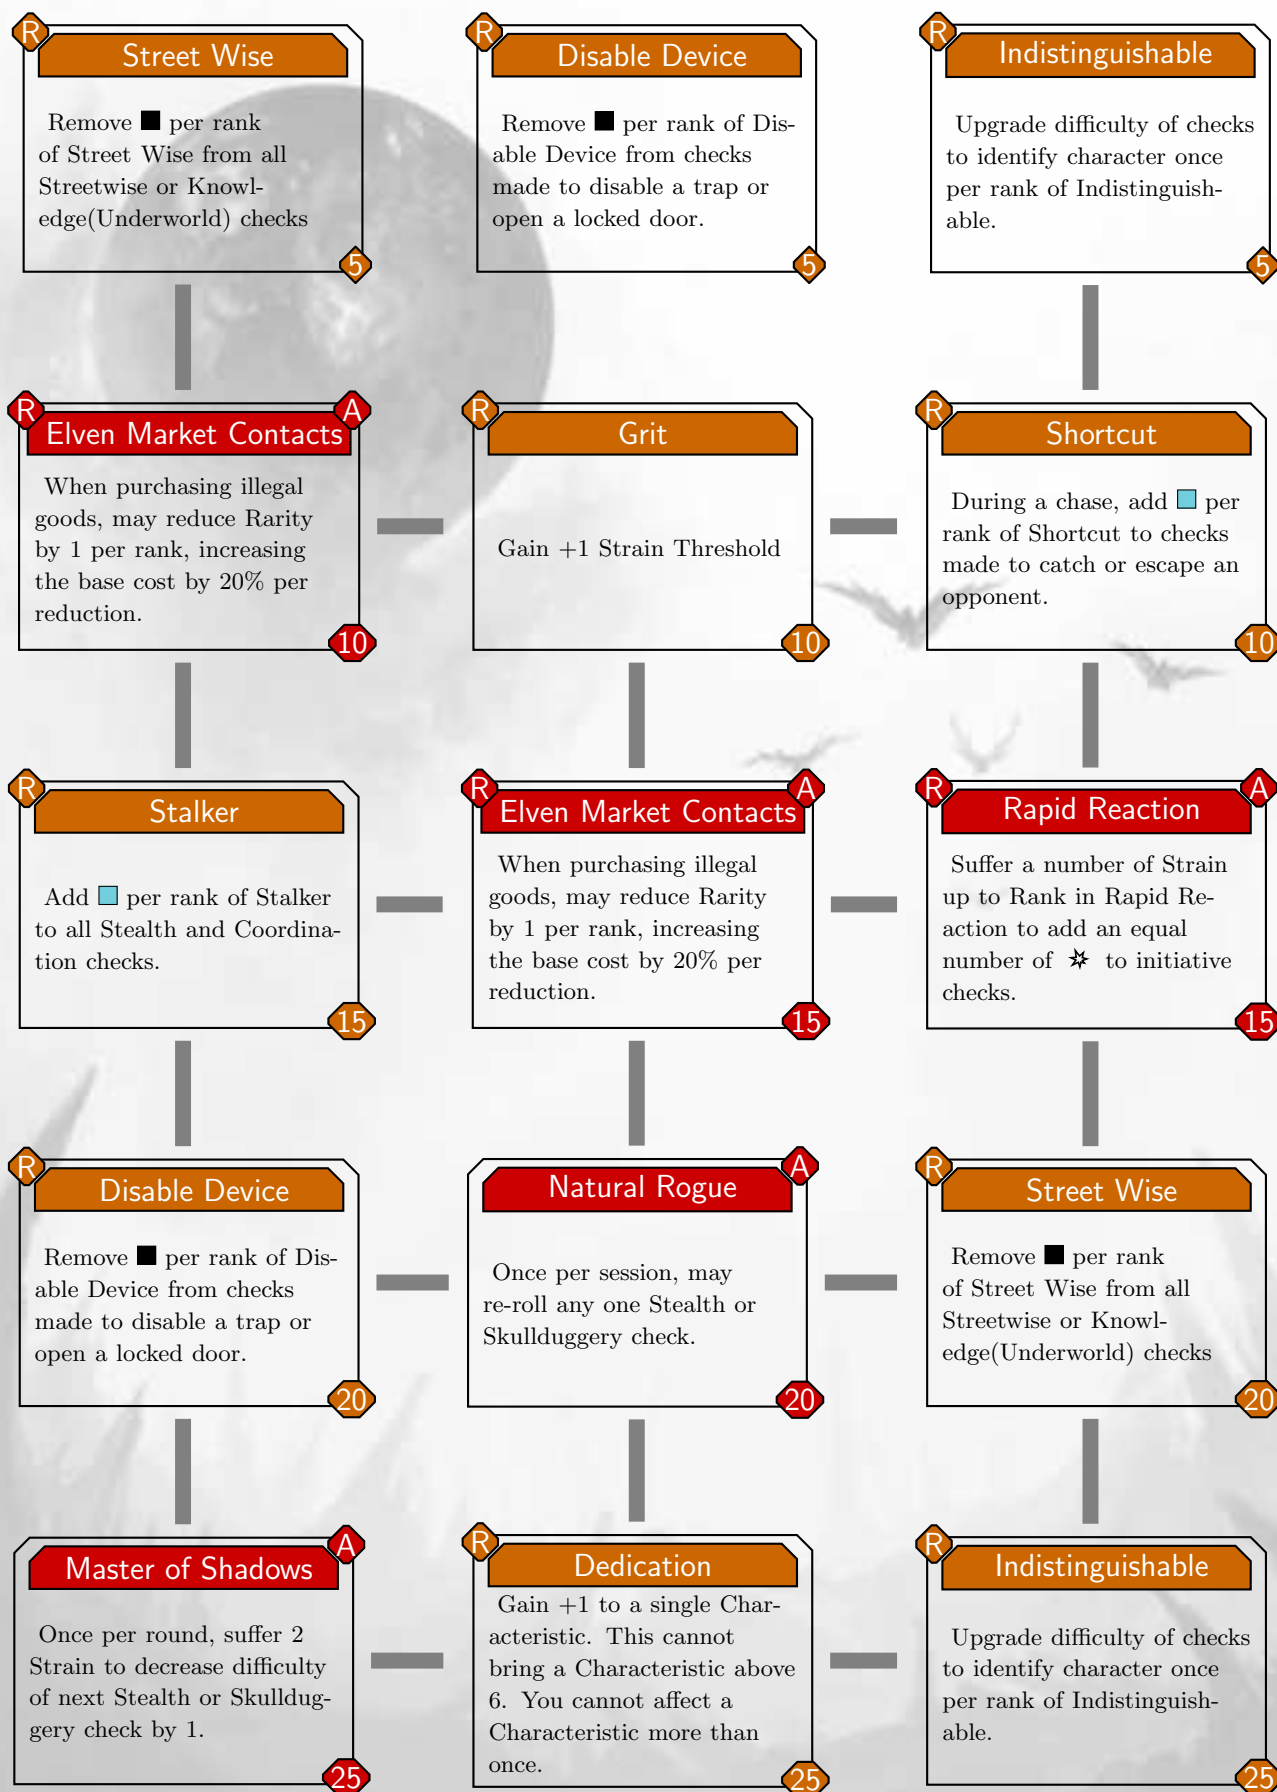 R
Street Wise
Remove ■ per rank
of Street Wise from all
Streetwise or Knowl-
edge(Underworld) checks
5
R
Disable Device
Remove ■ per rank of Dis-
able Device from checks
made to disable a trap or
open a locked door.
5
R
Indistinguishable
Upgrade difficulty of checks
to identify character once
per rank of Indistinguish-
able.
5
R
A
Elven Market Contacts
When purchasing illegal
goods, may reduce Rarity
by 1 per rank, increasing
the base cost by 20% per
reduction.
10
R
Grit
Gain +1 Strain Threshold
10
R
Shortcut
During a chase, add ■ per
rank of Shortcut to checks
made to catch or escape an
opponent.
10
R
Stalker
Add ■ per rank of Stalker
to all Stealth and Coordina-
tion checks.
15
R
A
Elven Market Contacts
When purchasing illegal
goods, may reduce Rarity
by 1 per rank, increasing
the base cost by 20% per
reduction.
15
R
A
Rapid Reaction
Suffer a number of Strain
up to Rank in Rapid Re-
action to add an equal
number of to initiative
checks.
15
R
Disable Device
Remove ■ per rank of Dis-
able Device from checks
made to disable a trap or
open a locked door.
20
A
Natural Rogue
Once per session, may
re-roll any one Stealth or
Skullduggery check.
20
R
Street Wise
Remove ■ per rank
of Street Wise from all
Streetwise or Knowl-
edge(Underworld) checks
20
A
Master of Shadows
Once per round, suffer 2
Strain to decrease difficulty
of next Stealth or Skulldug-
gery check by 1.
25
R
Dedication
Gain +1 to a single Char-
acteristic. This cannot
bring a Characteristic above
6. You cannot affect a
Characteristic more than
once.
25
R
Indistinguishable
Upgrade difficulty of checks
to identify character once
per rank of Indistinguish-
able.
25